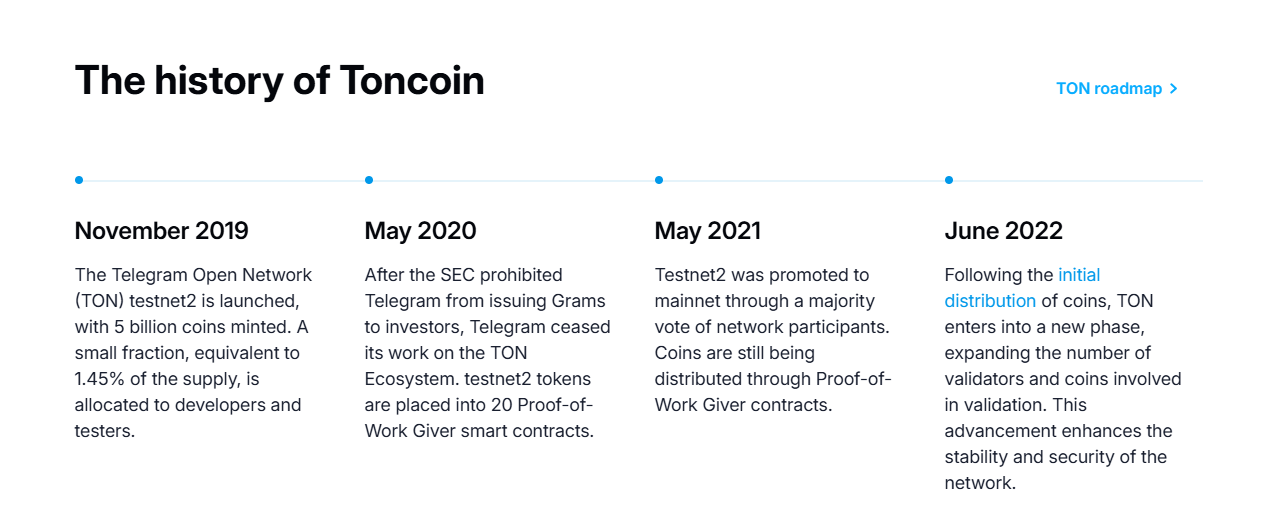 The history of Toncoin
TON roadmap
November 2019
The Telegram Open Network
(TON) testnet2 is launched,
with 5 billion coins minted. A
small fraction, equivalent to
1.45% of the supply, is
allocated to developers and
testers.
May 2020
After the SEC prohibited
Telegram from issuing Grams
to investors, Telegram ceased
its work on the TON
Ecosystem. testnet2 tokens
are placed into 20 Proof-of-
Work Giver smart contracts.
May 2021
Testnet2 was promoted to
mainnet through a majority
vote of network participants.
Coins are still being
distributed through Proof-of-
Work Giver contracts.
June 2022
Following the initial
distribution of coins, TON
enters into a new phase,
expanding the number of
validators and coins involved
in validation. This
advancement enhances the
stability and security of the
network.